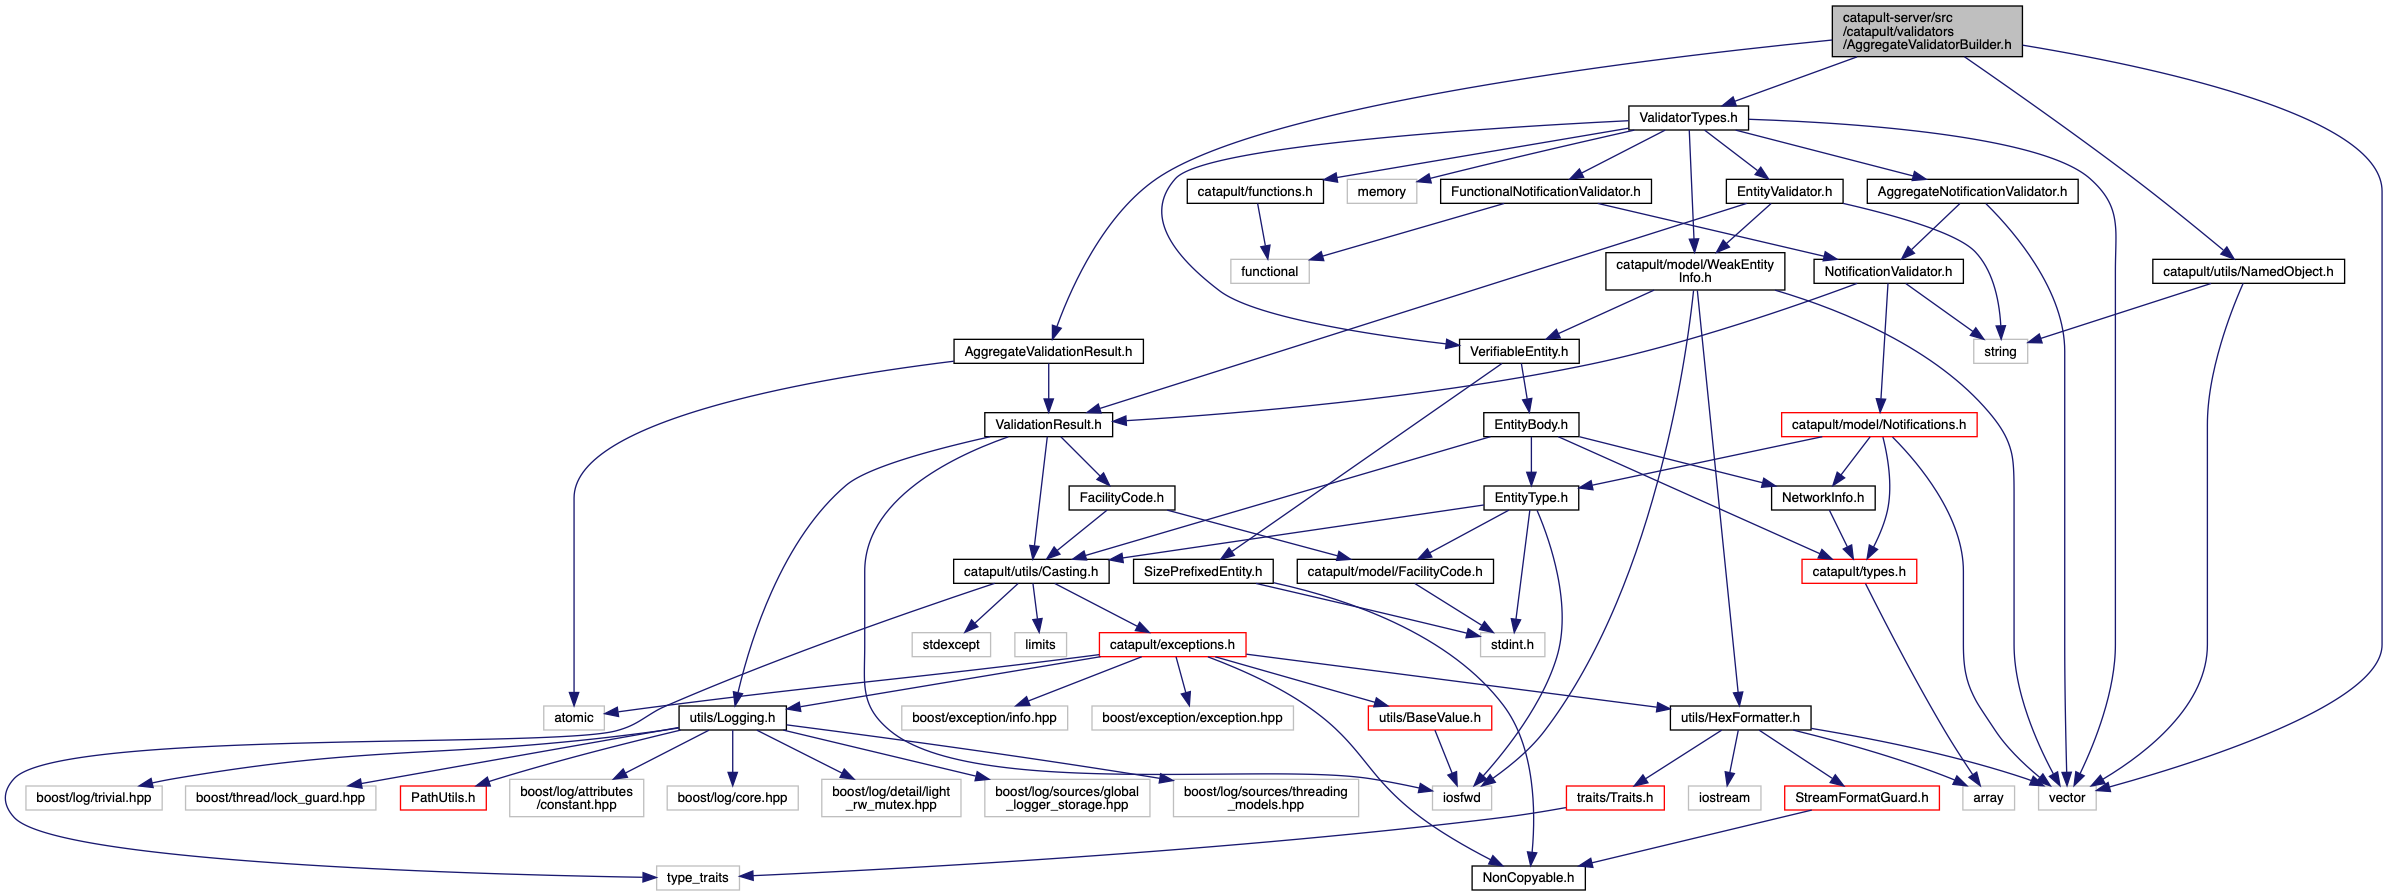 catapult-server/src
/catapult/validators
/AggregateValidatorBuilder.h
ValidatorTypes.h
catapult/functions.h
memory
FunctionalNotificationValidator.h
EntityValidator.h
AggregateNotificationValidator.h
functional
catapult/model/WeakEntity
Info.h
NotificationValidator.h
catapult/utils/NamedObject.h
AggregateValidationResult.h
VerifiableEntity.h
string
ValidationResult.h
EntityBody.h
catapult/model/Notifications.h
FacilityCode.h
EntityType.h
NetworkInfo.h
catapult/utils/Casting.h
SizePrefixedEntity.h
catapult/model/FacilityCode.h
catapult/types.h
stdexcept
limits
catapult/exceptions.h
stdint.h
atomic
utils/Logging.h
boost/exception/info.hpp
boost/exception/exception.hpp
utils/BaseValue.h
utils/HexFormatter.h
boost/log/trivial.hpp
boost/thread/lock_guard.hpp
PathUtils.h
boost/log/attributes
/constant.hpp
boost/log/core.hpp
boost/log/detail/light
_rw_mutex.hpp
boost/log/sources/global
_logger_storage.hpp
boost/log/sources/threading
_models.hpp
iosfwd
traits/Traits.h
iostream
StreamFormatGuard.h
array
vector
type_traits
NonCopyable.h